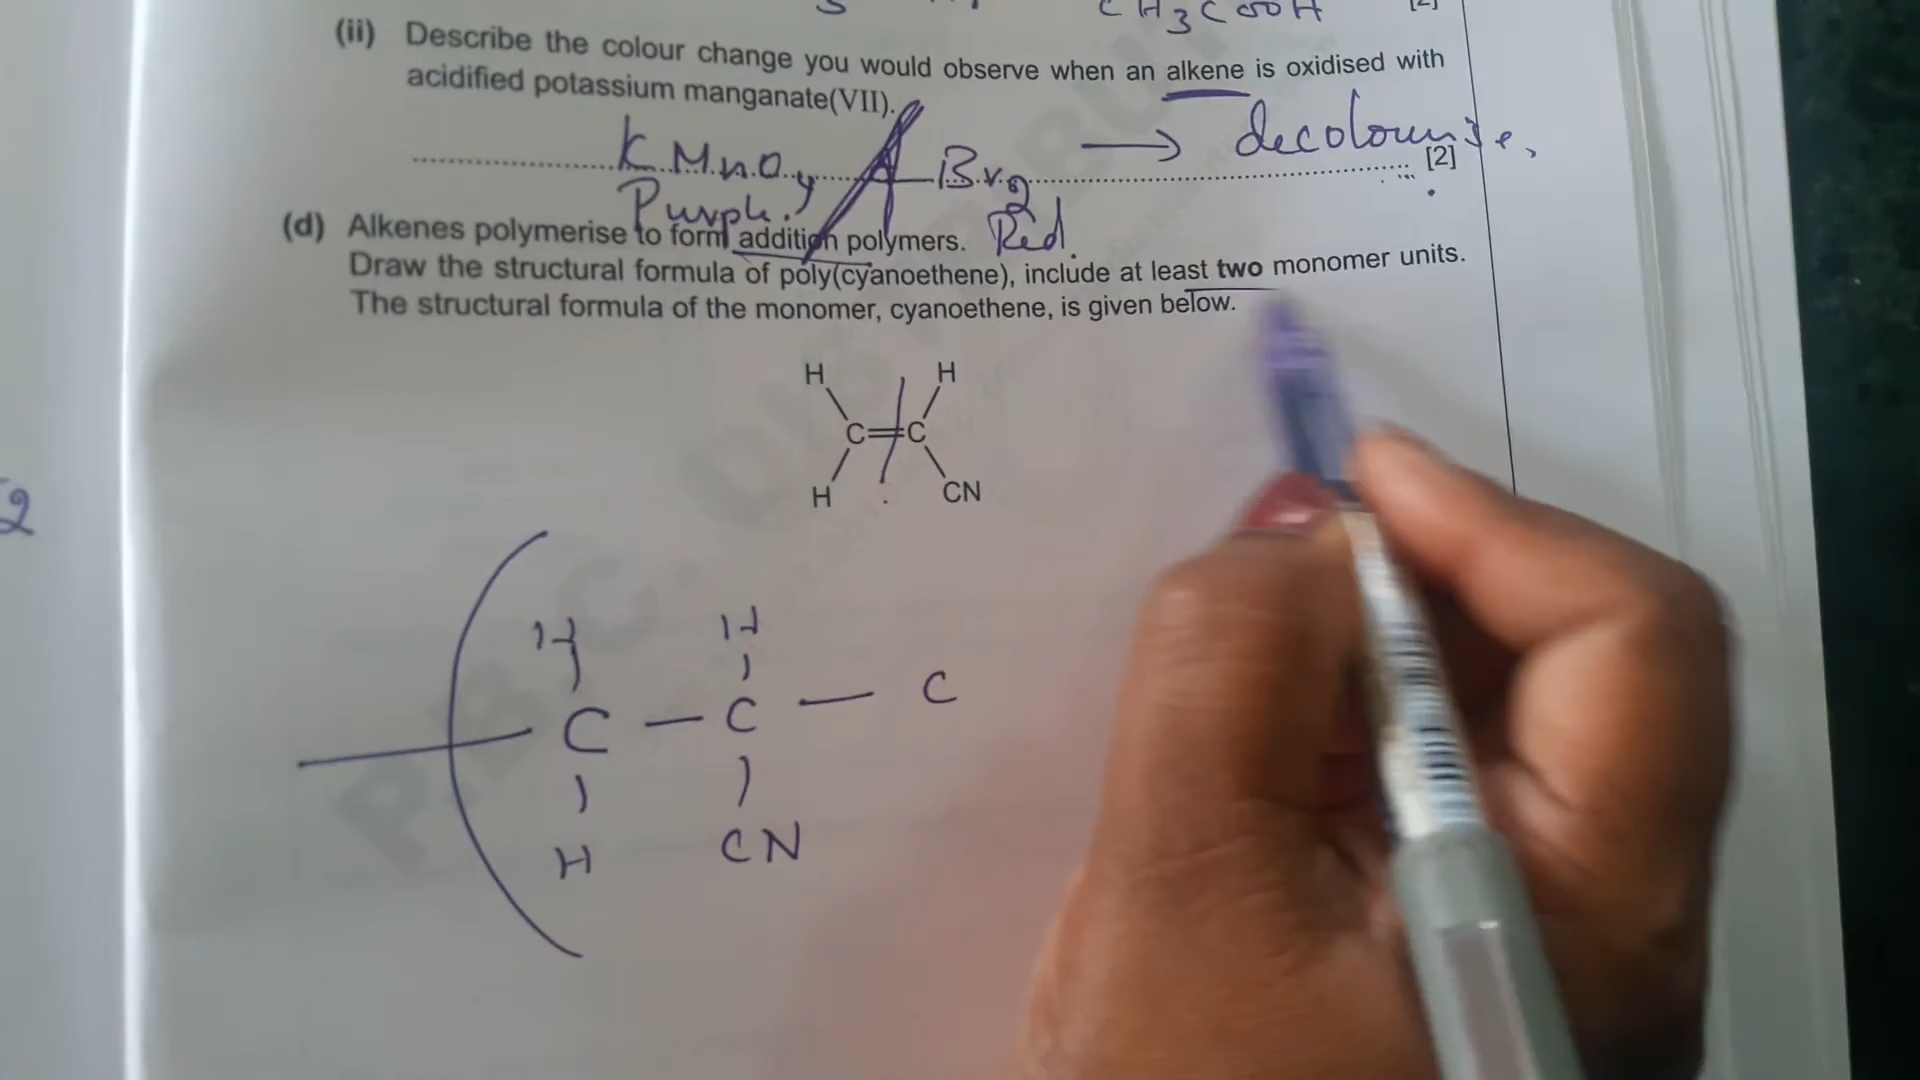 CH3COOH [2]
(ii) Describe the colour change you would observe when an alkene is oxidised with
acidified potassium manganate(VII).
KMnO4 Br2 → decolourise.
[2]
Purple. Red.
(d) Alkenes polymerise to form addition polymers.
Draw the structural formula of poly(cyanoethene), include at least two monomer units.
The structural formula of the monomer, cyanoethene, is given below.
H H
C=C
H CN
2
H H
— C — C — C
H CN